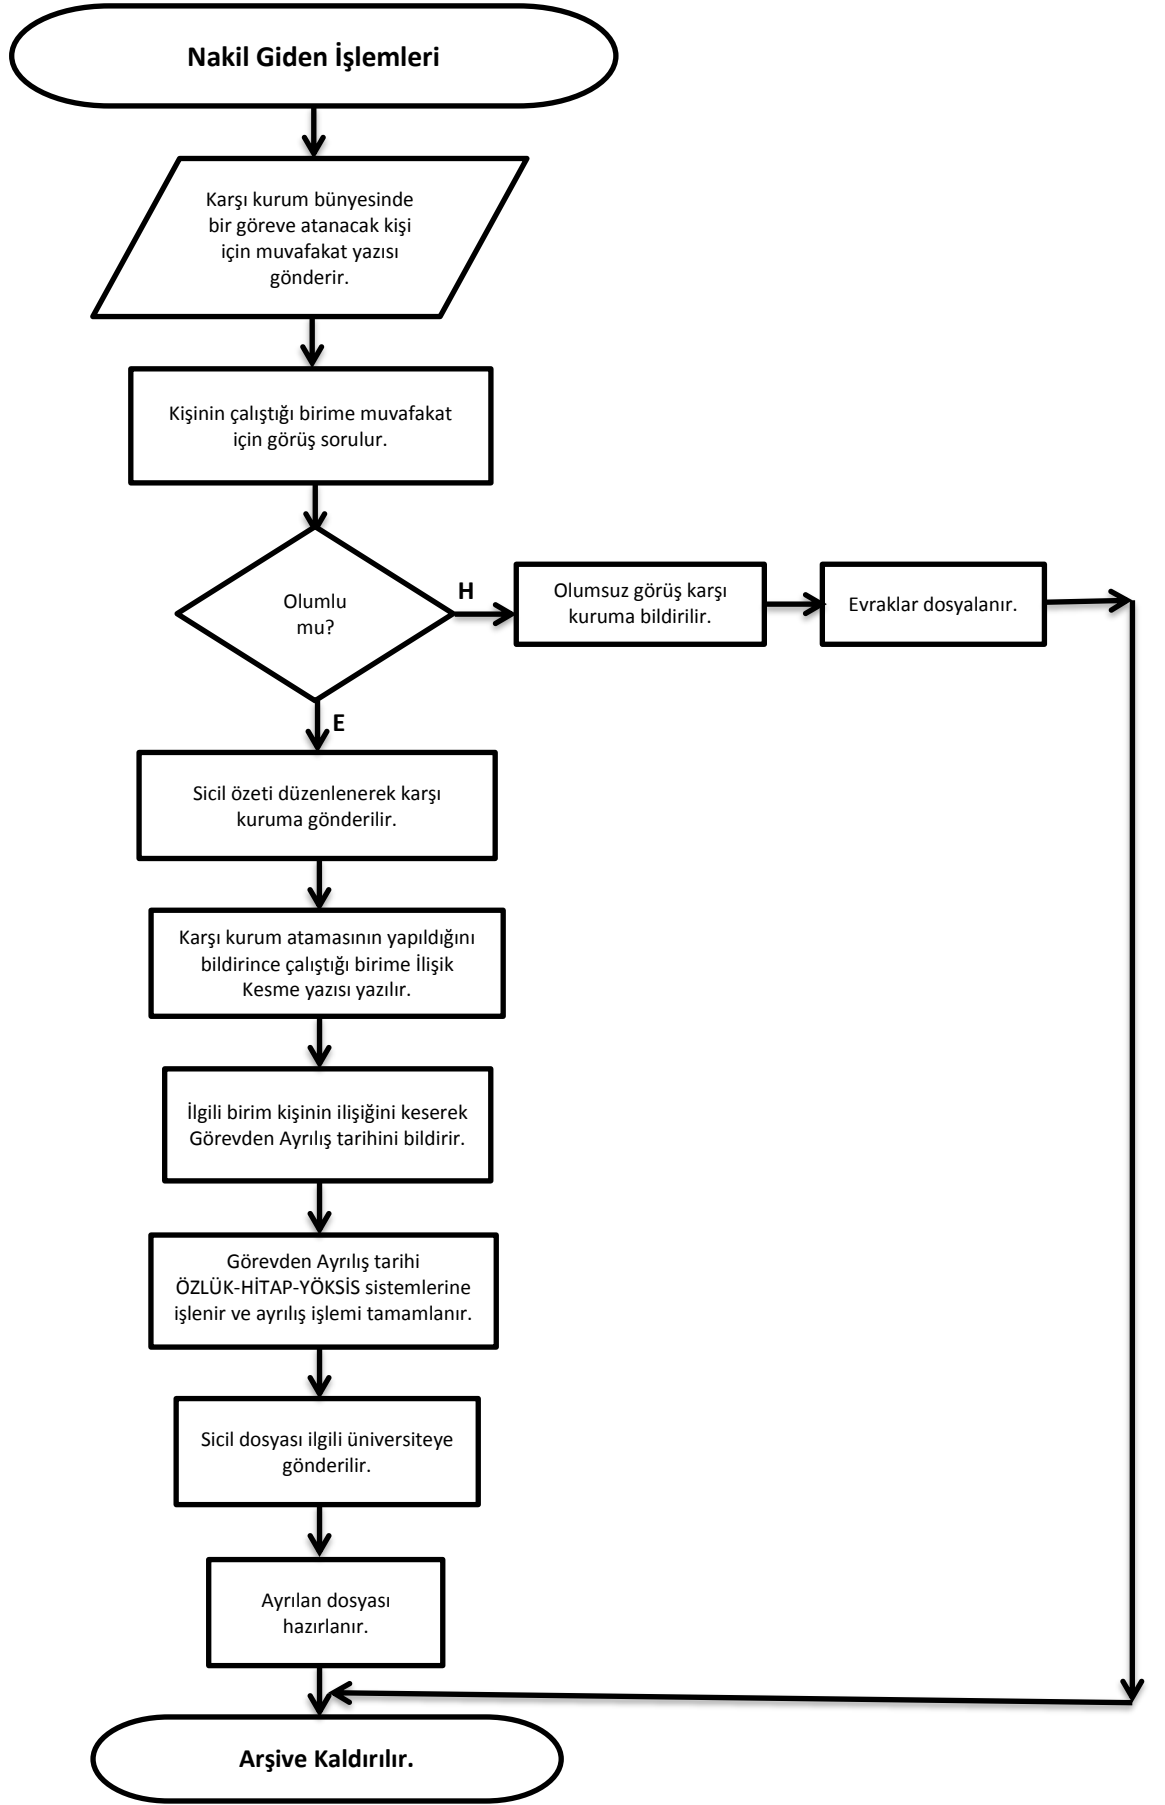 Nakil Giden İşlemleri
Karşı kurum bünyesinde
bir göreve atanacak kişi
için muvafakat yazısı
gönderir.
Kişinin çalıştığı birime muvafakat
için görüş sorulur.
Olumlu
mu?
H
Olumsuz görüş karşı
kuruma bildirilir.
Evraklar dosyalanır.
E
Sicil özeti düzenlenerek karşı
kuruma gönderilir.
Karşı kurum atamasının yapıldığını
bildirince çalıştığı birime İlişik
Kesme yazısı yazılır.
İlgili birim kişinin ilişiğini keserek
Görevden Ayrılış tarihini bildirir.
Görevden Ayrılış tarihi
ÖZLÜK-HİTAP-YÖKSİS sistemlerine
işlenir ve ayrılış işlemi tamamlanır.
Sicil dosyası ilgili üniversiteye
gönderilir.
Ayrılan dosyası
hazırlanır.
Arşive Kaldırılır.